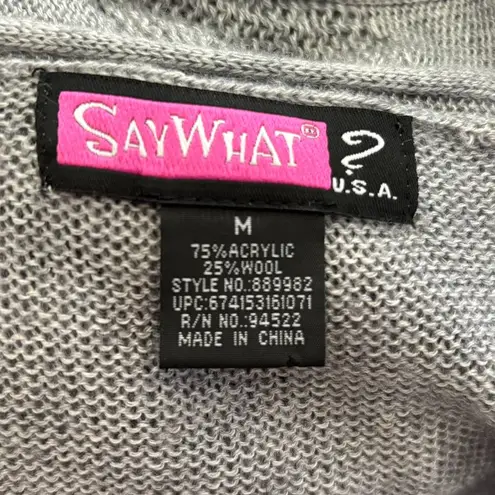 SAYWHAT® ?
U.S.A.
M
75%ACRYLIC
25%WOOL
STYLE NO.:889982
UPC:674153161071
R/N NO.:94522
MADE IN CHINA